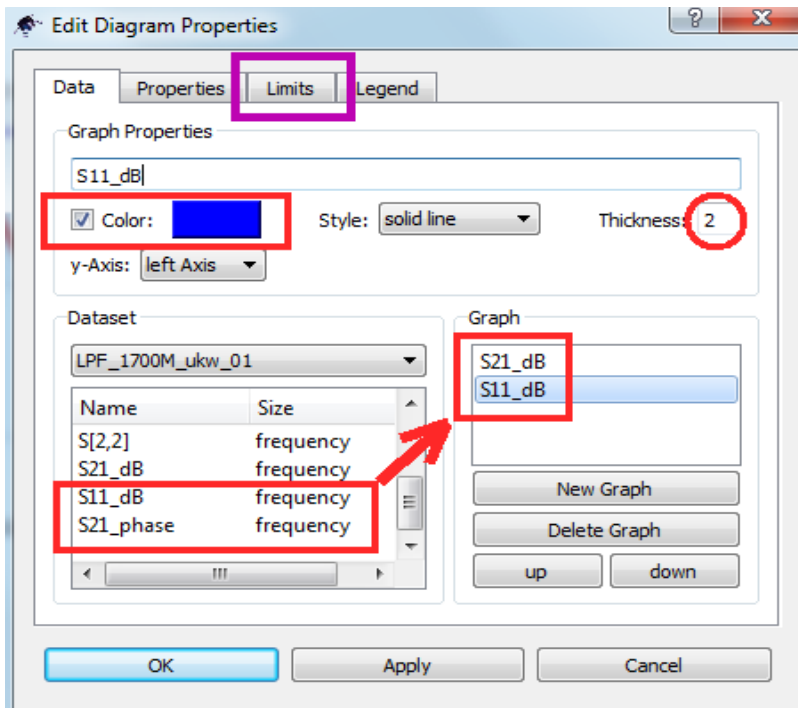 Edit Diagram Properties
?
Data Properties Limits Legend
Graph Properties
S11_dB
Color: Style: solid line Thickness: 2
y-Axis: left Axis
Dataset
LPF_1700M_ukw_01
Name Size
S[2,2] frequency
S21_dB frequency
S11_dB frequency
S21_phase frequency
Graph
S21_dB
S11_dB
New Graph
Delete Graph
up down
OK Apply Cancel